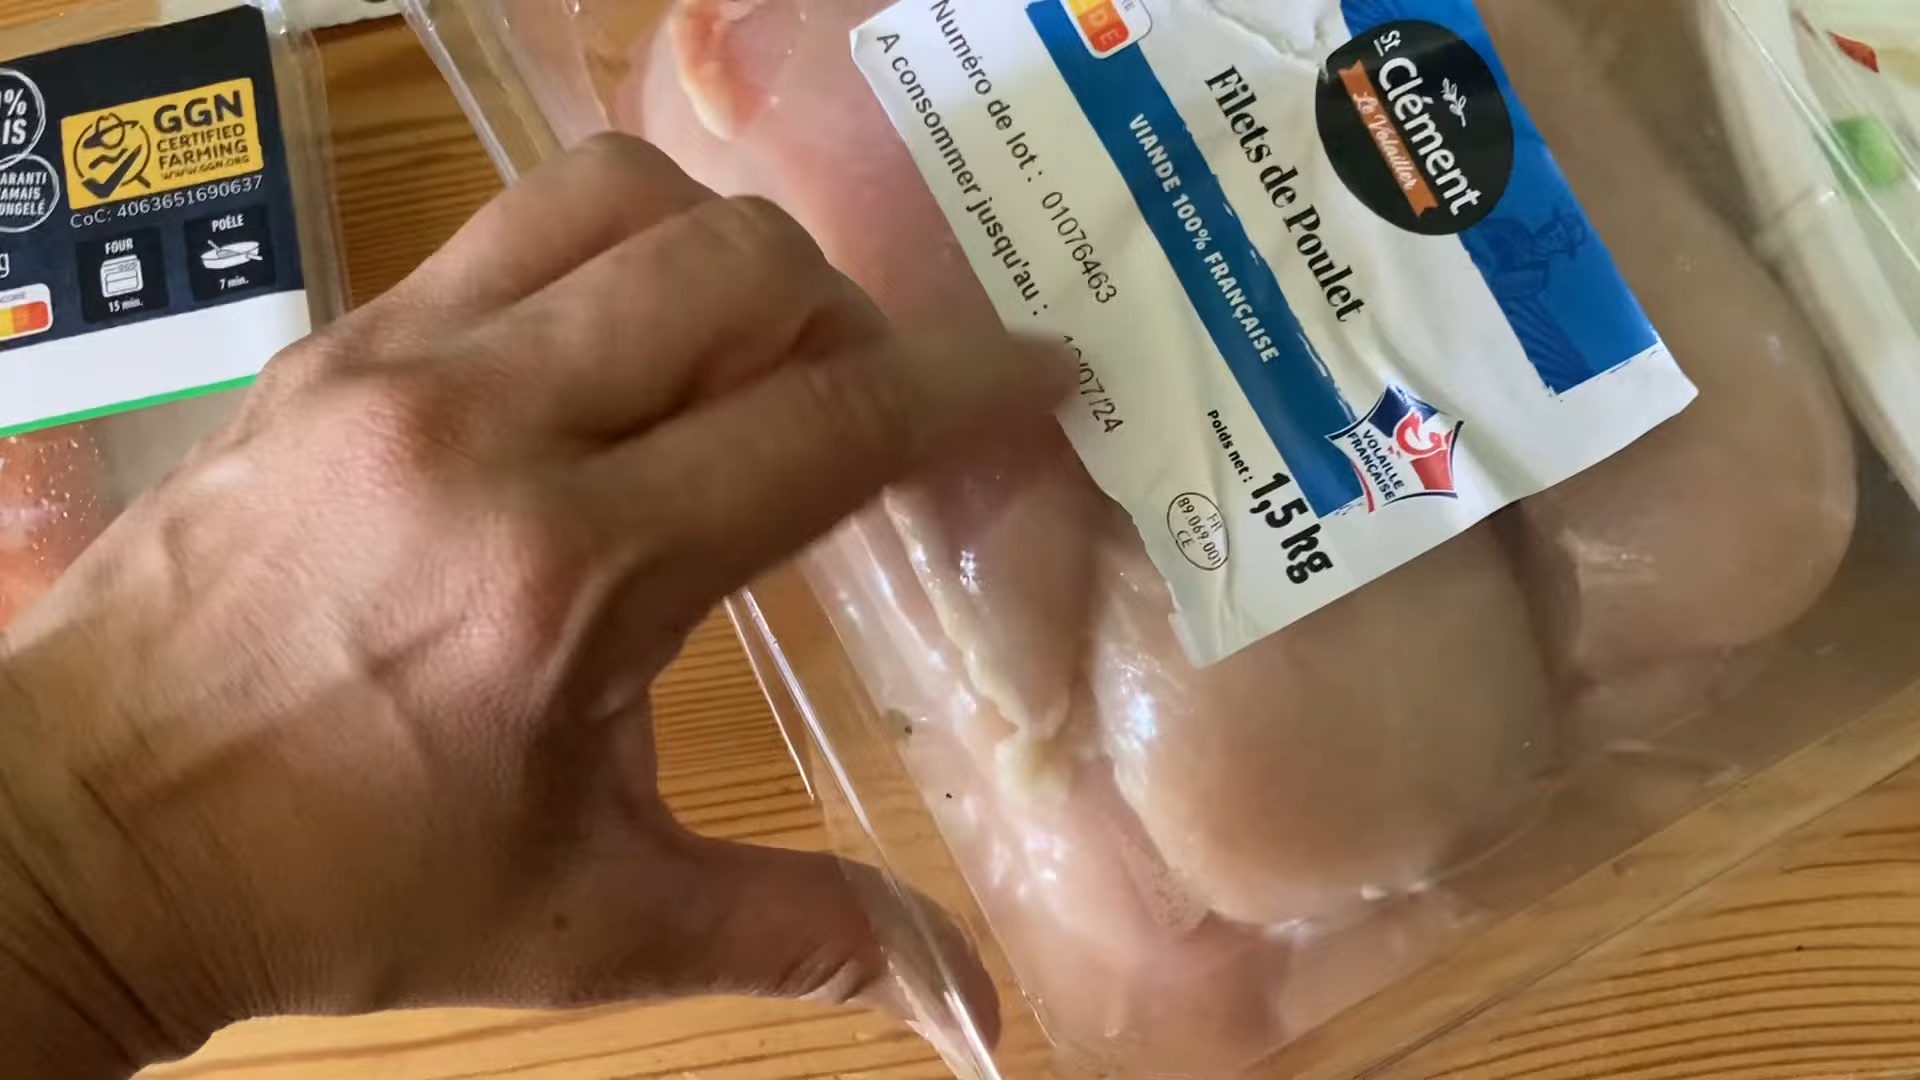 GGN
CERTIFIED
FARMING
WWW.GGN.ORG
CoC: 4063651690637
FOUR
15 min.
POÊLE
7 min.
St
Clément
Le Volailler
Filets de Poulet
VIANDE 100% FRANÇAISE
Numéro de lot : 01076463
A consommer jusqu'au :
/07/24
Poids net : 1,5 kg
VOLAILLE
FRANÇAISE
FR
89.069.001
CE
D E